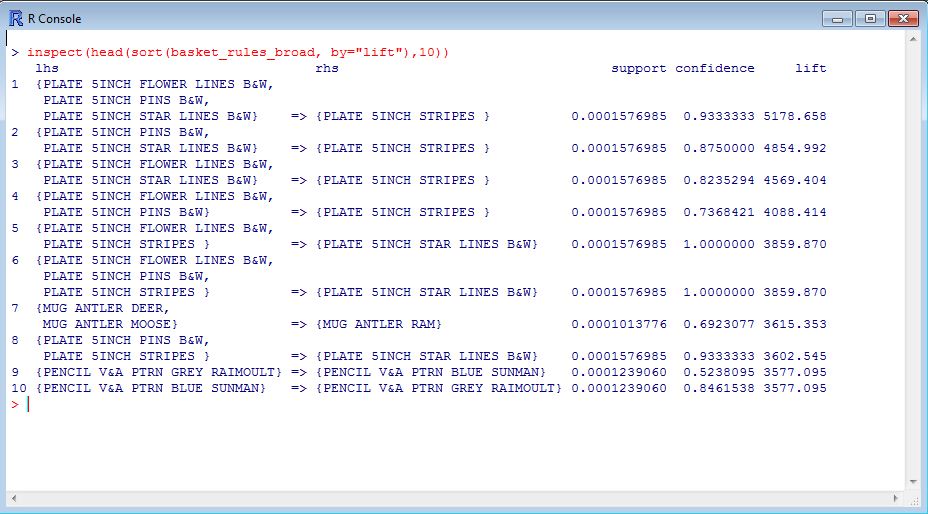 R Console
> inspect(head(sort(basket_rules_broad, by="lift"),10))
lhs rhs support confidence lift
1 {PLATE 5INCH FLOWER LINES B&W,
PLATE 5INCH PINS B&W,
PLATE 5INCH STAR LINES B&W} => {PLATE 5INCH STRIPES } 0.0001576985 0.9333333 5178.658
2 {PLATE 5INCH PINS B&W,
PLATE 5INCH STAR LINES B&W} => {PLATE 5INCH STRIPES } 0.0001576985 0.8750000 4854.992
3 {PLATE 5INCH FLOWER LINES B&W,
PLATE 5INCH STAR LINES B&W} => {PLATE 5INCH STRIPES } 0.0001576985 0.8235294 4569.404
4 {PLATE 5INCH FLOWER LINES B&W,
PLATE 5INCH PINS B&W} => {PLATE 5INCH STRIPES } 0.0001576985 0.7368421 4088.414
5 {PLATE 5INCH FLOWER LINES B&W,
PLATE 5INCH STRIPES } => {PLATE 5INCH STAR LINES B&W} 0.0001576985 1.0000000 3859.870
6 {PLATE 5INCH FLOWER LINES B&W,
PLATE 5INCH PINS B&W,
PLATE 5INCH STRIPES } => {PLATE 5INCH STAR LINES B&W} 0.0001576985 1.0000000 3859.870
7 {MUG ANTLER DEER,
MUG ANTLER MOOSE} => {MUG ANTLER RAM} 0.0001013776 0.6923077 3615.353
8 {PLATE 5INCH PINS B&W,
PLATE 5INCH STRIPES } => {PLATE 5INCH STAR LINES B&W} 0.0001576985 0.9333333 3602.545
9 {PENCIL V&A PTRN GREY RAIMOULT} => {PENCIL V&A PTRN BLUE SUNMAN} 0.0001239060 0.5238095 3577.095
10 {PENCIL V&A PTRN BLUE SUNMAN} => {PENCIL V&A PTRN GREY RAIMOULT} 0.0001239060 0.8461538 3577.095
>